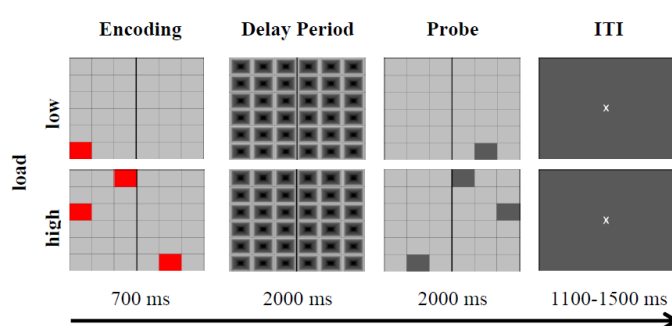 Encoding Delay Period Probe ITI
load
low
x
high
x
700 ms 2000 ms 2000 ms 1100-1500 ms